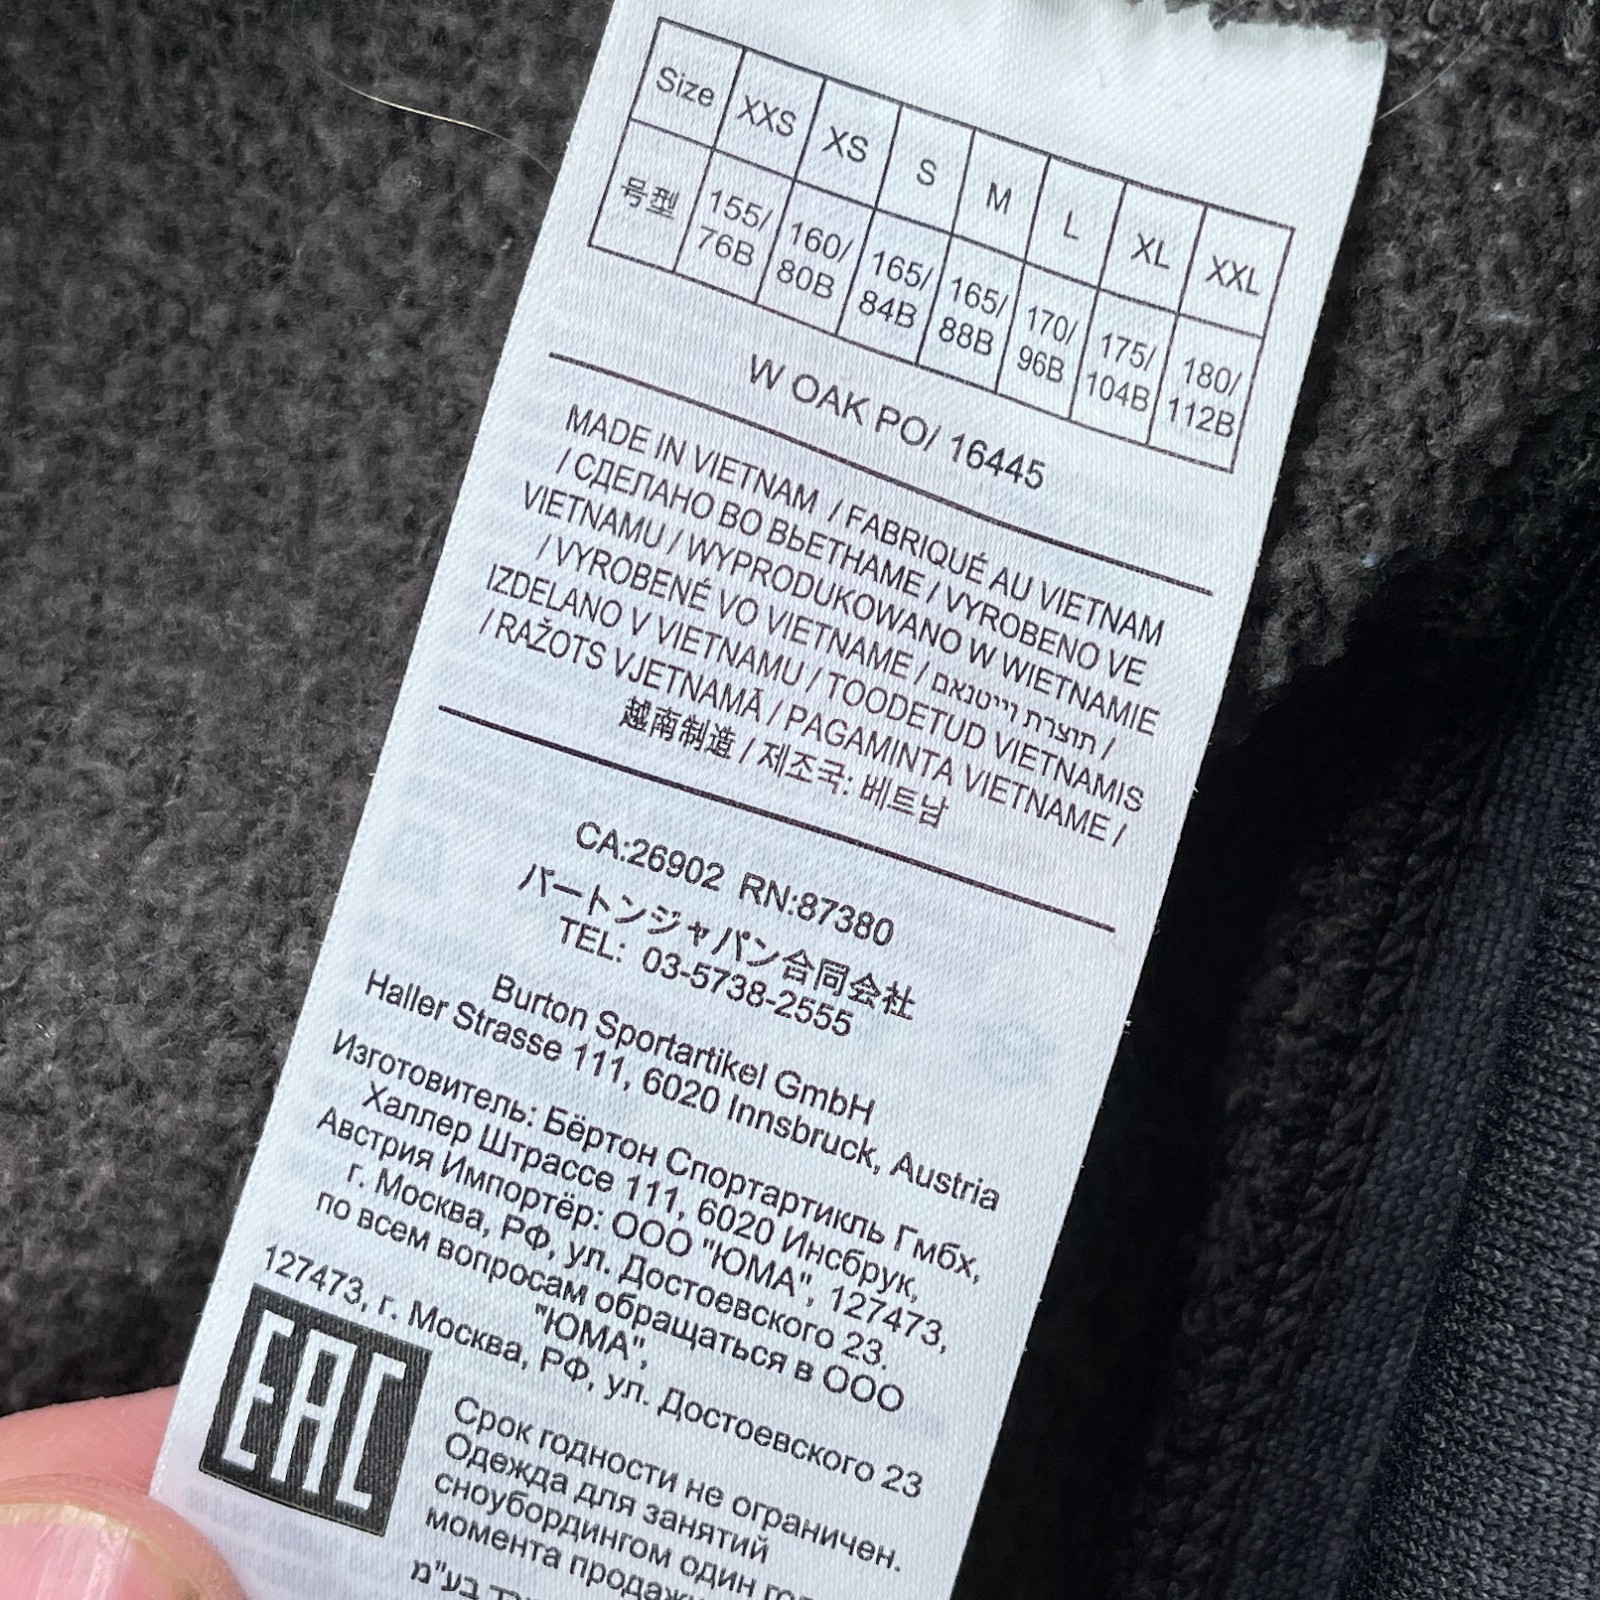 Size XXS XS S M L XL XXL
号型 155/76B 160/80B 165/84B 165/88B 170/96B 175/104B 180/112B
W OAK PO/ 16445
MADE IN VIETNAM / FABRIQUÉ AU VIETNAM
/ СДЕЛАНО ВО ВЬЕТНАМЕ / VYROBENO VE
VIETNAMU / WYPRODUKOWANO W WIETNAMIE
/ VYROBENÉ VO VIETNAME / תוצרת וייטנאם /
IZDELANO V VIETNAMU / TOODETUD VIETNAMIS
/ RAŽOTS VJETNAMĀ / PAGAMINTA VIETNAME /
越南制造 / 제조국: 베트남
CA:26902 RN:87380
バートンジャパン合同会社
TEL: 03-5738-2555
Burton Sportartikel GmbH
Haller Strasse 111, 6020 Innsbruck, Austria
Изготовитель: Бёртон Спортартикль Гмбх,
Халлер Штрассе 111, 6020 Инсбрук,
Австрия Импортёр: ООО "ЮМА", 127473,
г. Москва, РФ, ул. Достоевского 23.
по всем вопросам обращаться в ООО
"ЮМА",
127473, г. Москва, РФ, ул. Достоевского 23
EAC
Срок годности не ограничен.
Одежда для занятий
сноубордингом один
момента
בע"מ